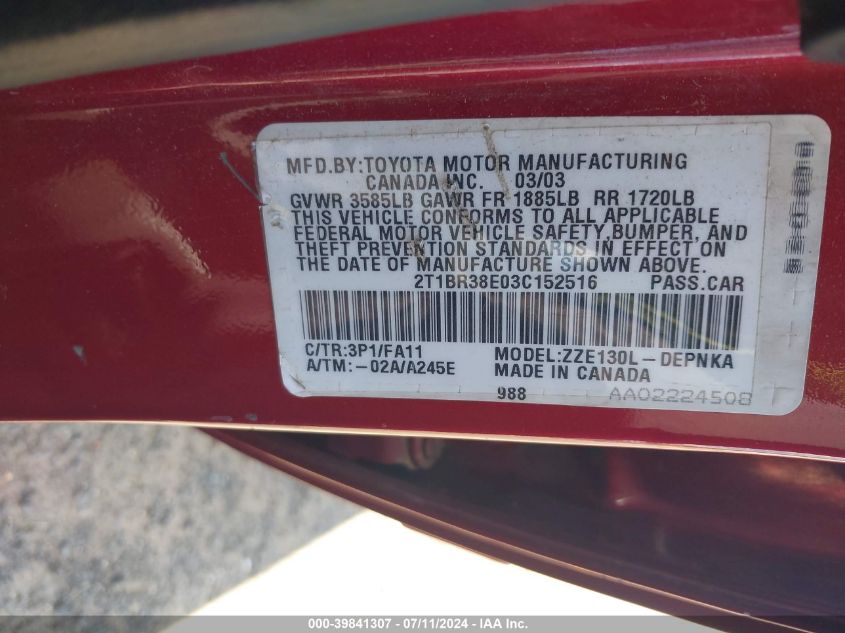 MFD.BY:TOYOTA MOTOR MANUFACTURING
CANADA INC. 03/03
GVWR 3585LB GAWR FR 1885LB RR 1720LB
THIS VEHICLE CONFORMS TO ALL APPLICABLE
FEDERAL MOTOR VEHICLE SAFETY,BUMPER, AND
THEFT PREVENTION STANDARDS IN EFFECT ON
THE DATE OF MANUFACTURE SHOWN ABOVE.
2T1BR38E03C152516 PASS.CAR
C/TR:3P1/FA11 MODEL:ZZE130L-DEPNKA
A/TM:-02A/A245E MADE IN CANADA
988 AA02224508
000-39841307 - 07/11/2024 - IAA Inc.